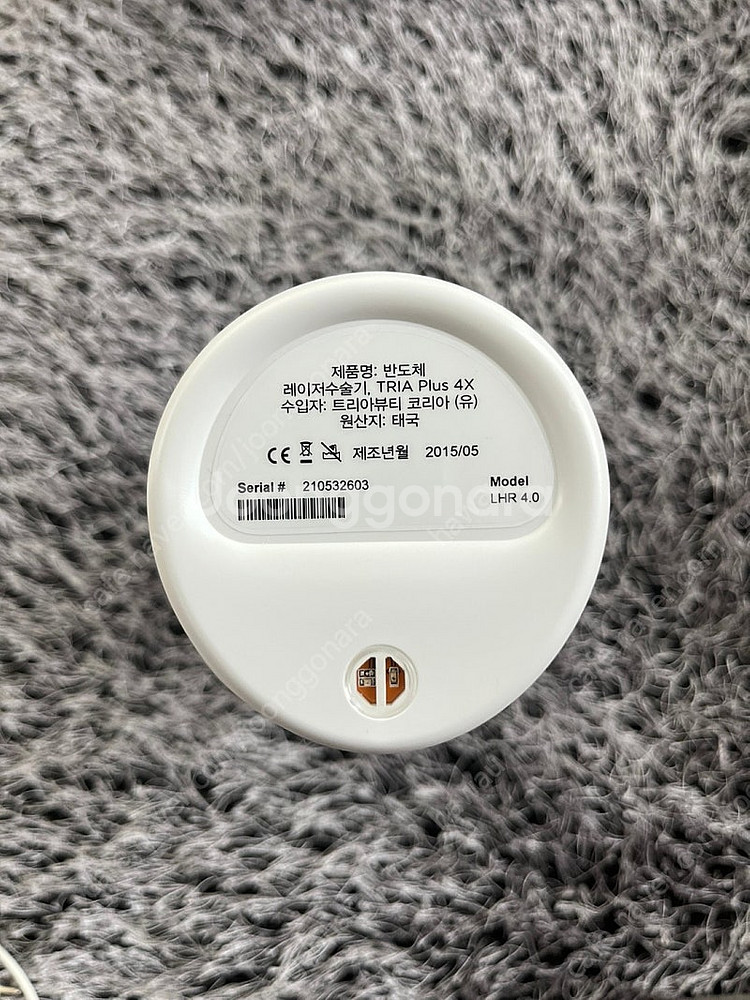 제품명: 반도체
레이저수술기, TRIA Plus 4X
수입자: 트리아뷰티 코리아 (유)
원산지: 태국
CE 제조년월 2015/05
Serial # 210532603
Model
LHR 4.0
joonggonara